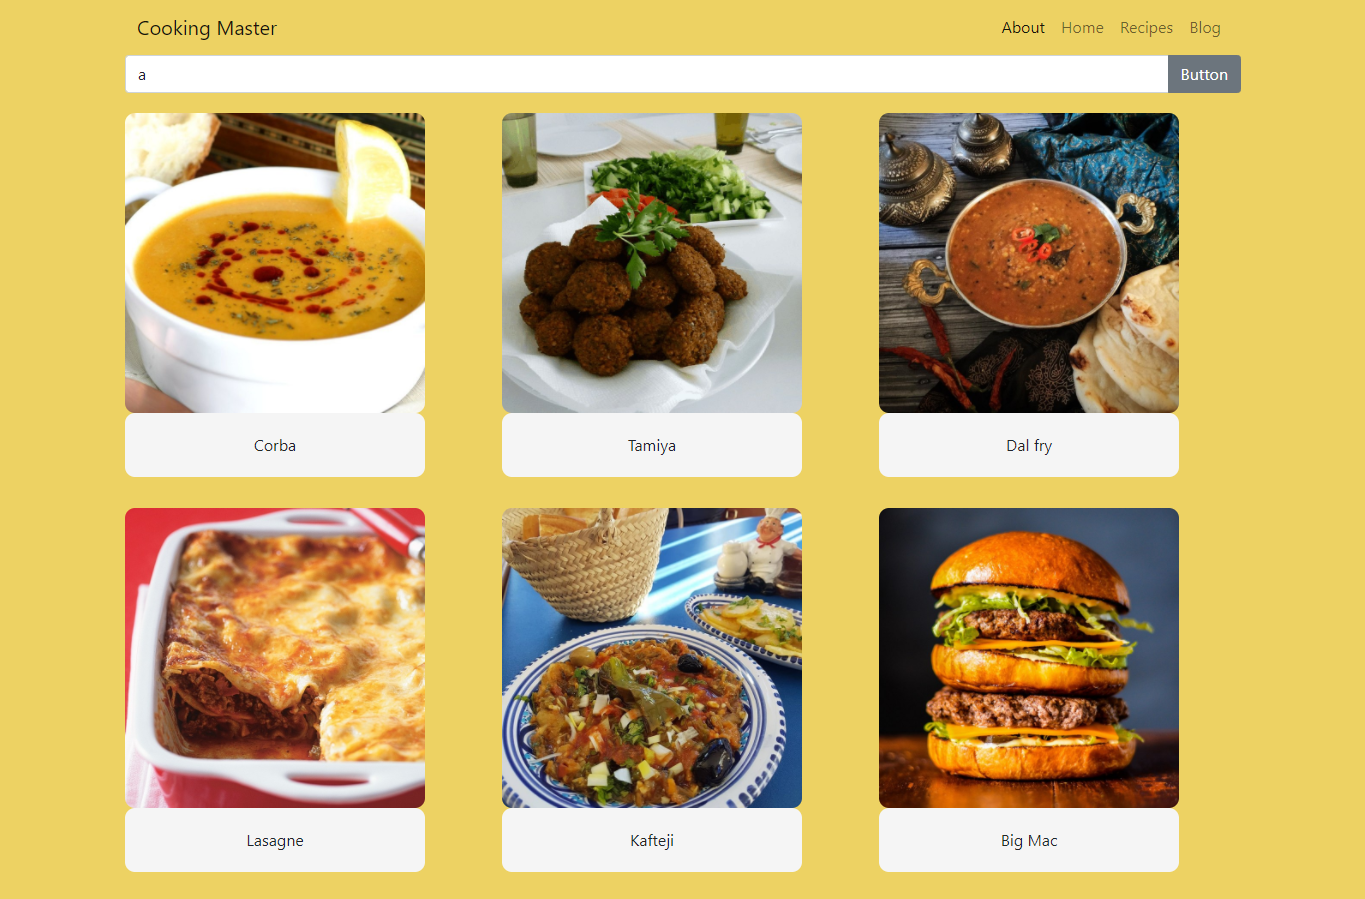 Cooking Master
About Home Recipes Blog
a
Button
Corba
Tamiya
Dal fry
Lasagne
Kafteji
Big Mac